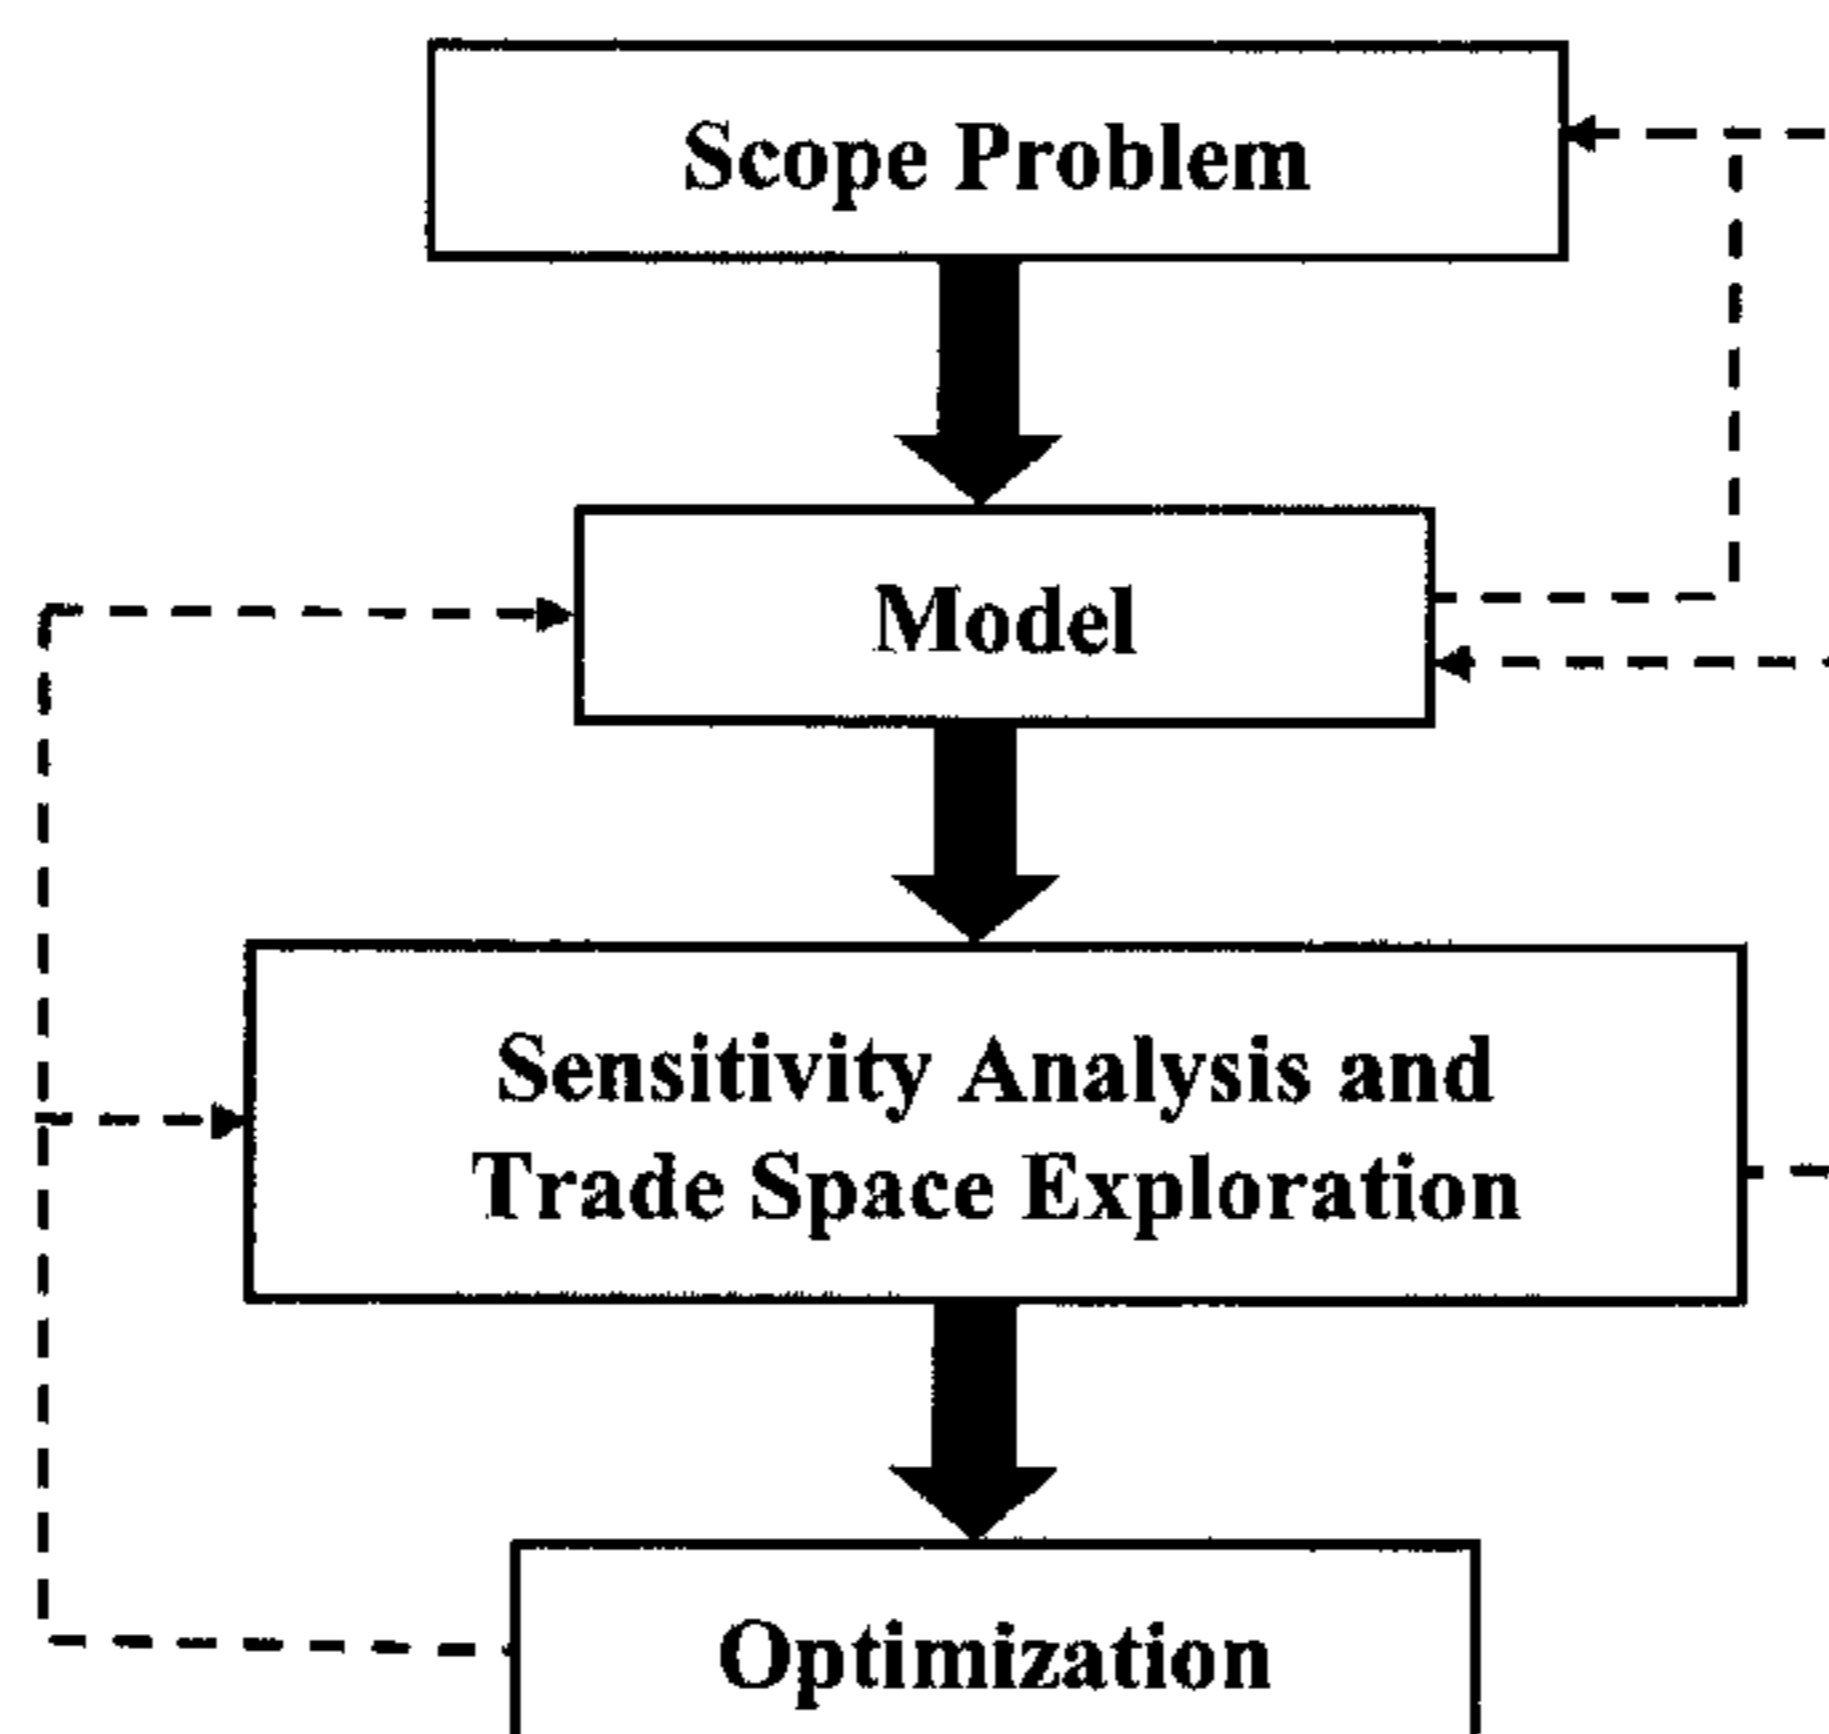 Scope Problem
Model
Sensitivity Analysis and
Trade Space Exploration
Optimization